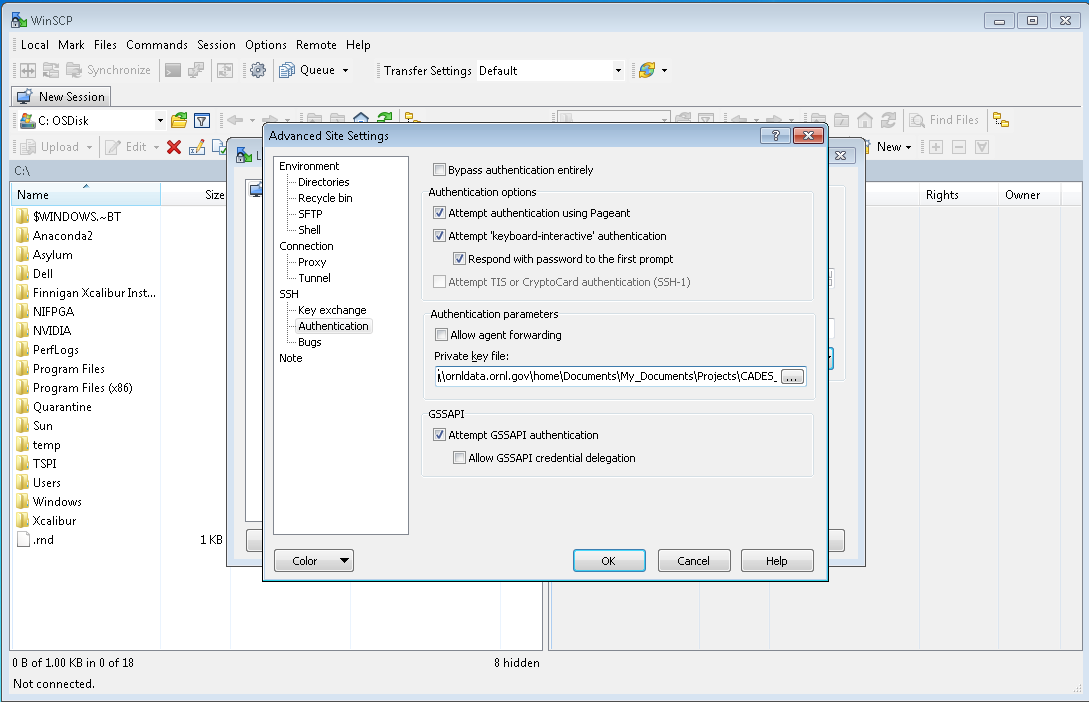 WinSCP
Local Mark Files Commands Session Options Remote Help
Synchronize Queue Transfer Settings Default
New Session
C: OSDisk Find Files
Upload Edit New
C:\
Name Size Rights Owner
$WINDOWS.~BT
Anaconda2
Asylum
Dell
Finnigan Xcalibur Inst...
NIFPGA
NVIDIA
PerfLogs
Program Files
Program Files (x86)
Quarantine
Sun
temp
TSPI
Users
Windows
Xcalibur
.rnd 1 KB
L
Advanced Site Settings
Environment
Directories
Recycle bin
SFTP
Shell
Connection
Proxy
Tunnel
SSH
Key exchange
Authentication
Bugs
Note
Bypass authentication entirely
Authentication options
Attempt authentication using Pageant
Attempt 'keyboard-interactive' authentication
Respond with password to the first prompt
Attempt TIS or CryptoCard authentication (SSH-1)
Authentication parameters
Allow agent forwarding
Private key file:
\\ornldata.ornl.gov\home\Documents\My_Documents\Projects\CADES_ ...
GSSAPI
Attempt GSSAPI authentication
Allow GSSAPI credential delegation
Color OK Cancel Help
0 B of 1.00 KB in 0 of 18 8 hidden
Not connected.